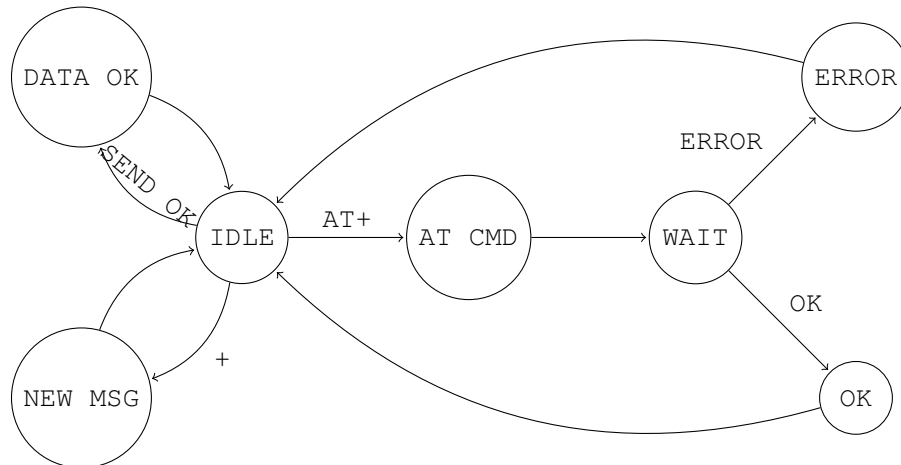 DATA OK
ERROR
SEND OK
ERROR
IDLE
AT+
AT CMD
WAIT
OK
+
NEW MSG
OK